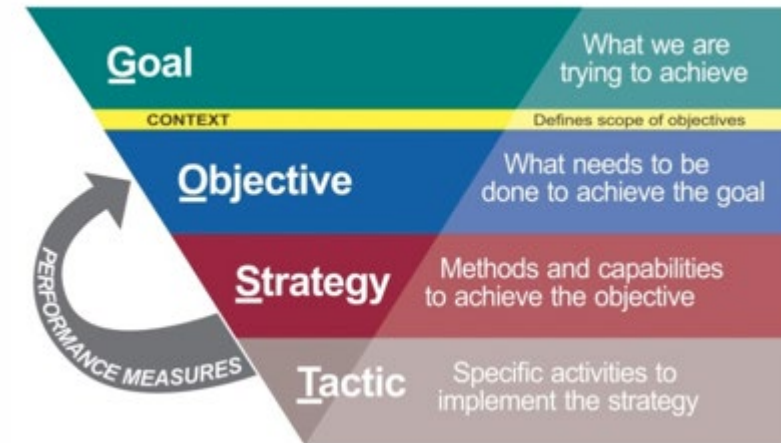 Goal
What we are
trying to achieve
CONTEXT
Defines scope of objectives
Objective
What needs to be
done to achieve the goal
Strategy
Methods and capabilities
to achieve the objective
PERFORMANCE MEASURES
Tactic
Specific activities to
implement the strategy